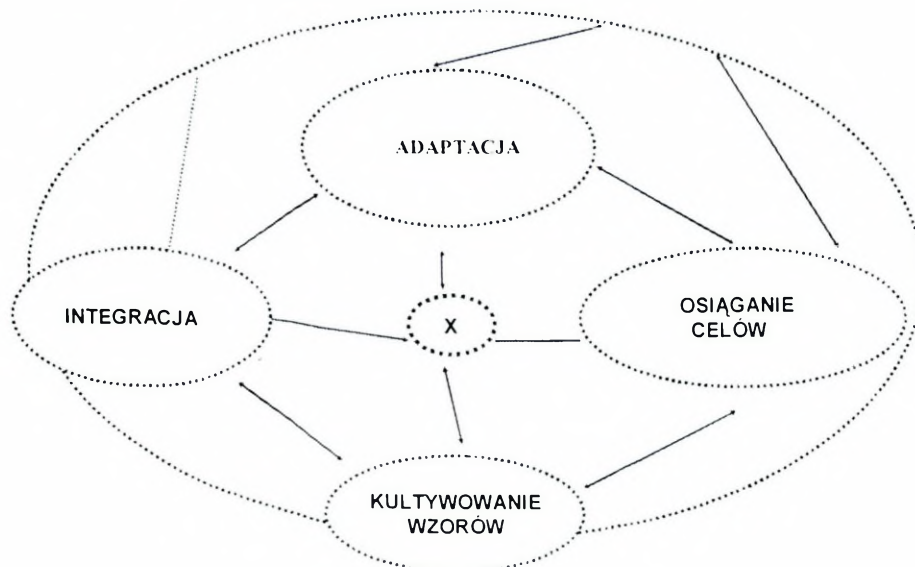 ADAPTACJA
INTEGRACJA
X
OSIĄGANIE
CELÓW
KULTYWOWANIE
WZORÓW